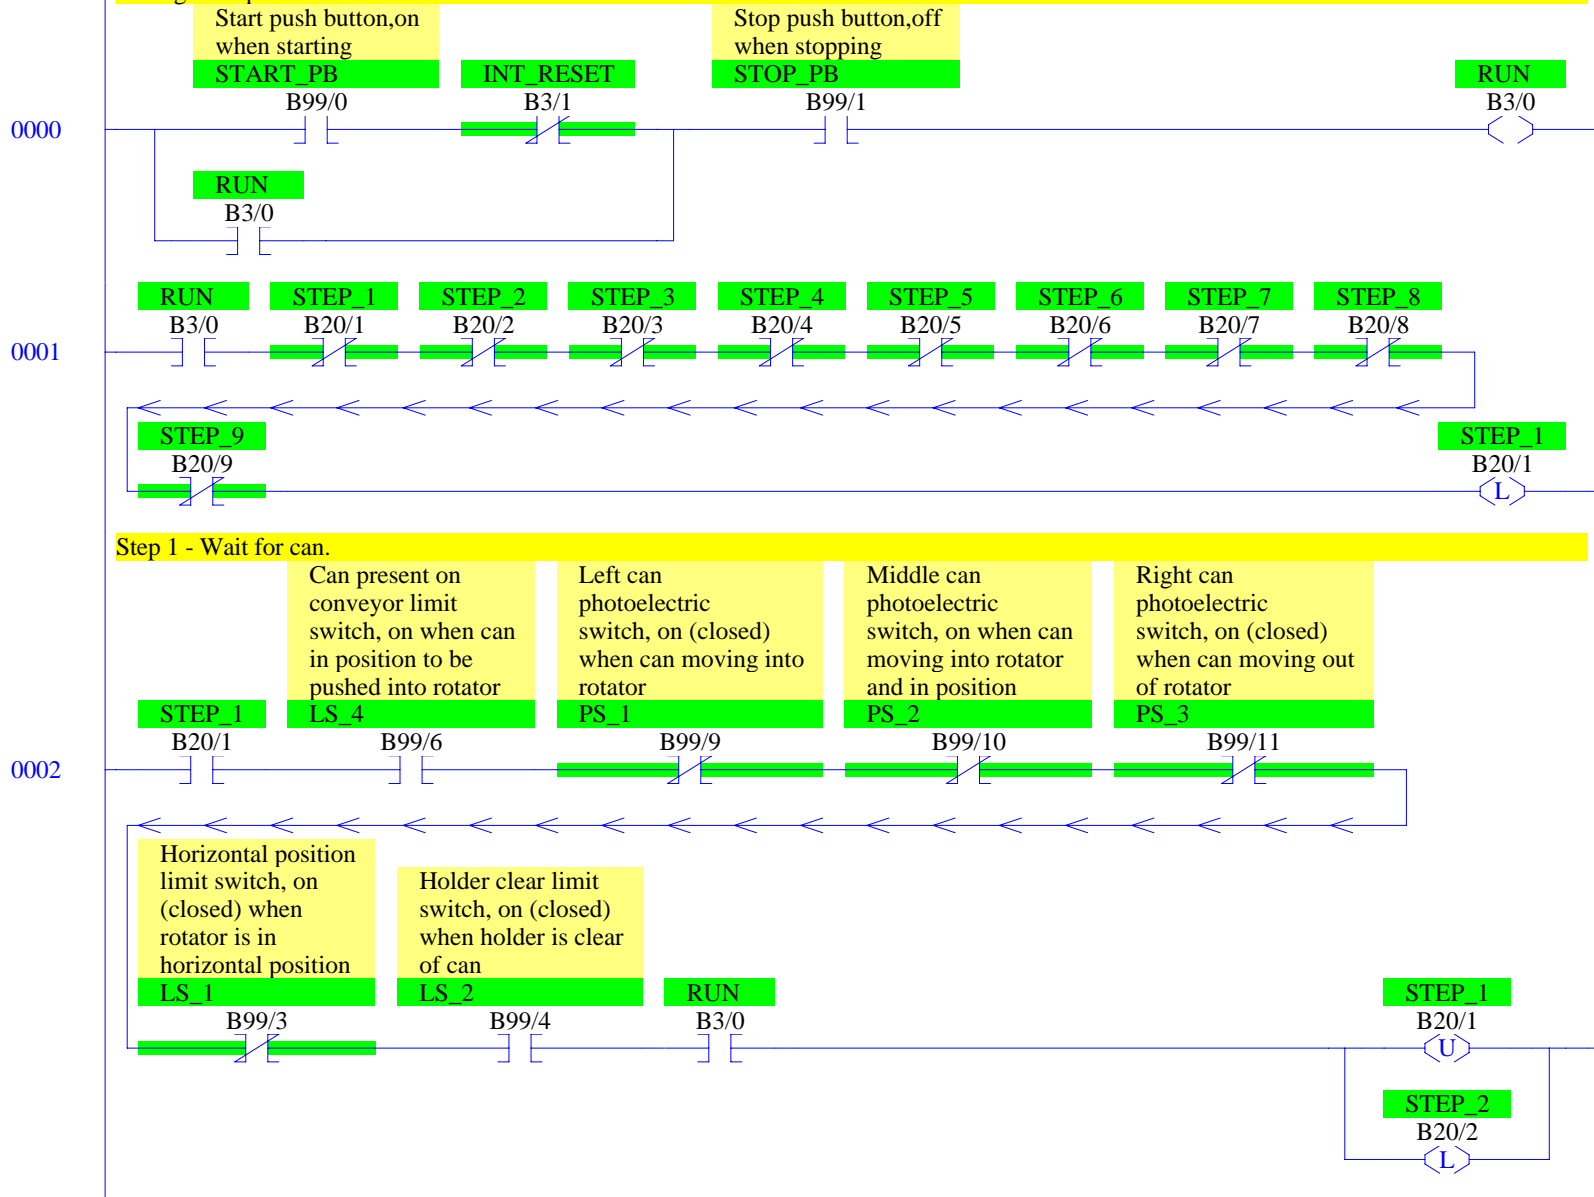 Start push button,on
when starting
Stop push button,off
when stopping
START_PB INT_RESET STOP_PB RUN
B99/0 B3/1 B99/1 B3/0
0000
RUN
B3/0
RUN STEP_1 STEP_2 STEP_3 STEP_4 STEP_5 STEP_6 STEP_7 STEP_8
B3/0 B20/1 B20/2 B20/3 B20/4 B20/5 B20/6 B20/7 B20/8
0001
STEP_9 STEP_1
B20/9 B20/1
L
Step 1 - Wait for can.
Can present on
conveyor limit
switch, on when can
in position to be
pushed into rotator
Left can
photoelectric
switch, on (closed)
when can moving into
rotator
Middle can
photoelectric
switch, on when can
moving into rotator
and in position
Right can
photoelectric
switch, on (closed)
when can moving out
of rotator
STEP_1 LS_4 PS_1 PS_2 PS_3
B20/1 B99/6 B99/9 B99/10 B99/11
0002
Horizontal position
limit switch, on
(closed) when
rotator is in
horizontal position
Holder clear limit
switch, on (closed)
when holder is clear
of can
LS_1 LS_2 RUN STEP_1
B99/3 B99/4 B3/0 B20/1
U
STEP_2
B20/2
L